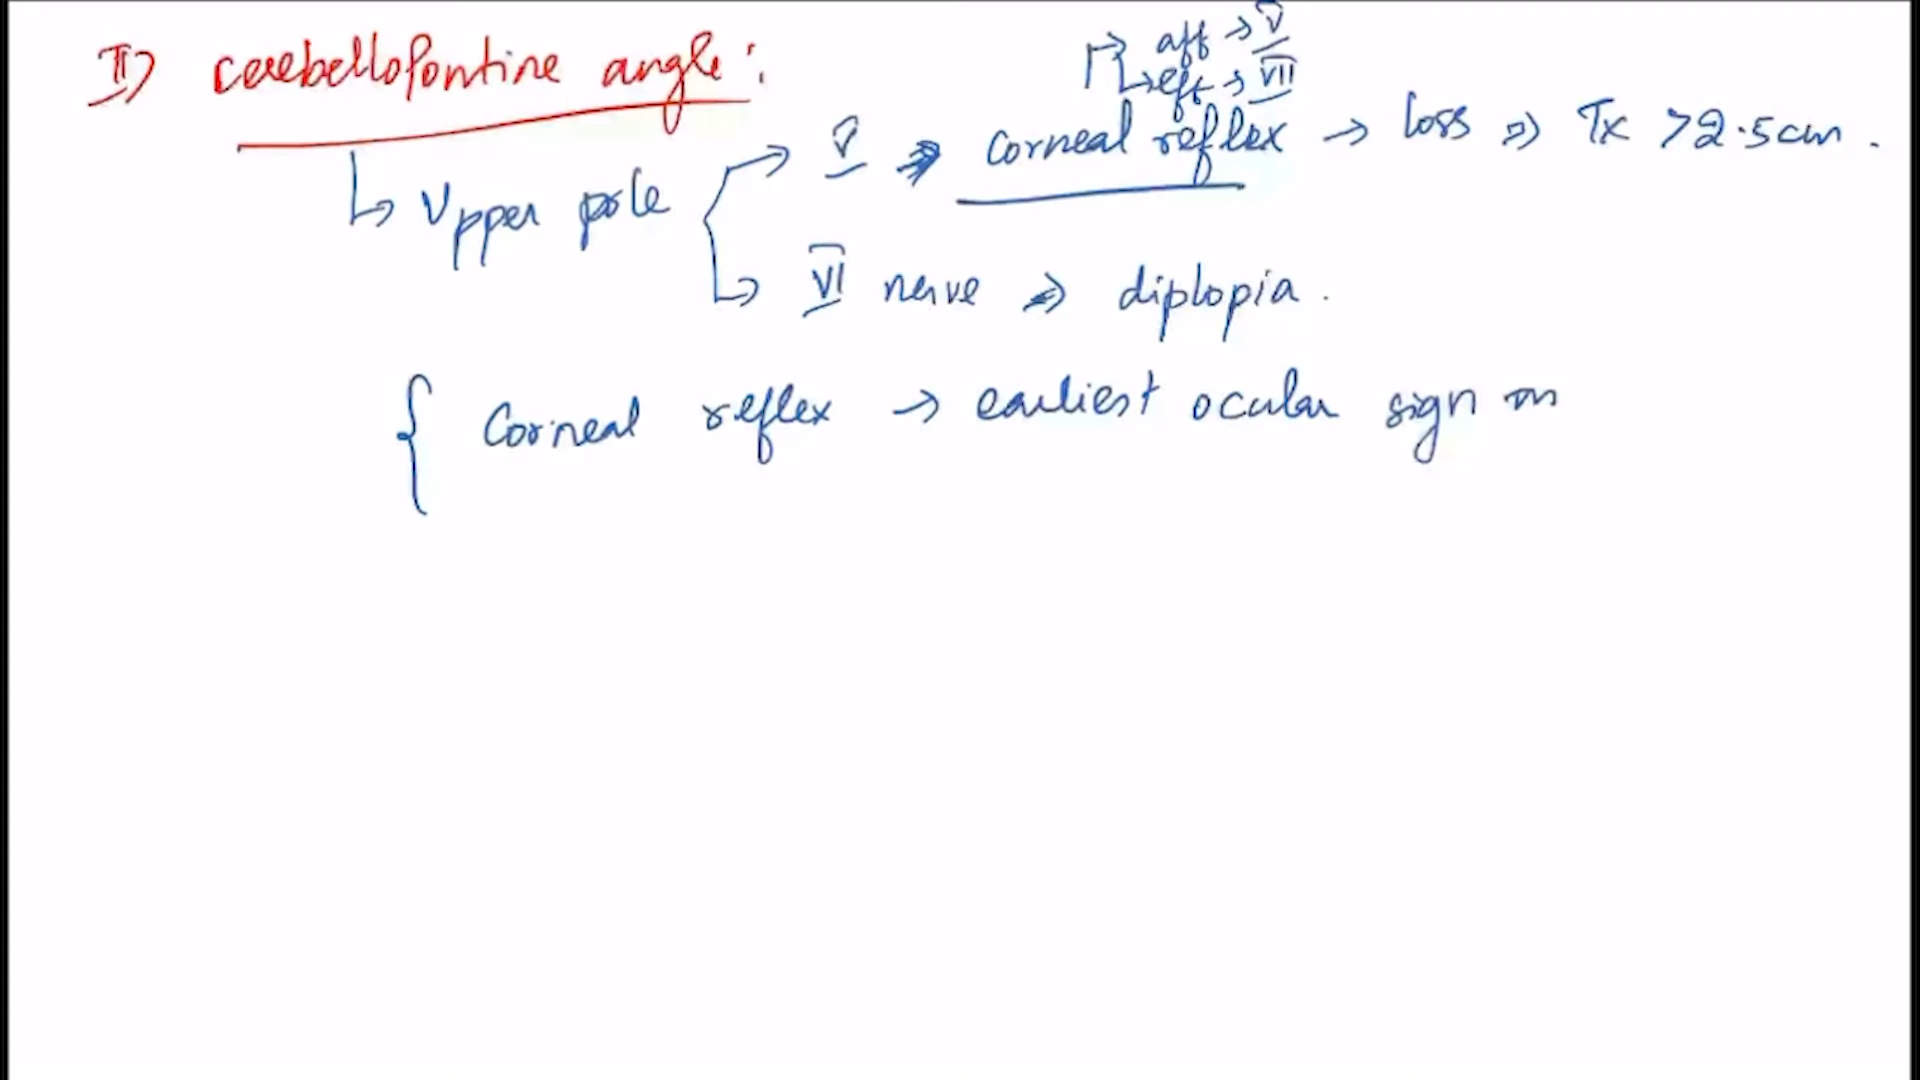 II) cerebellopontine angle:
↱ aff → V
↳ eff → VII
V ⇒ corneal reflex → loss ⇒ Tx >2.5cm.
↳ Upper pole
VI nerve ⇒ diplopia.
{ Corneal reflex → earliest ocular sign in